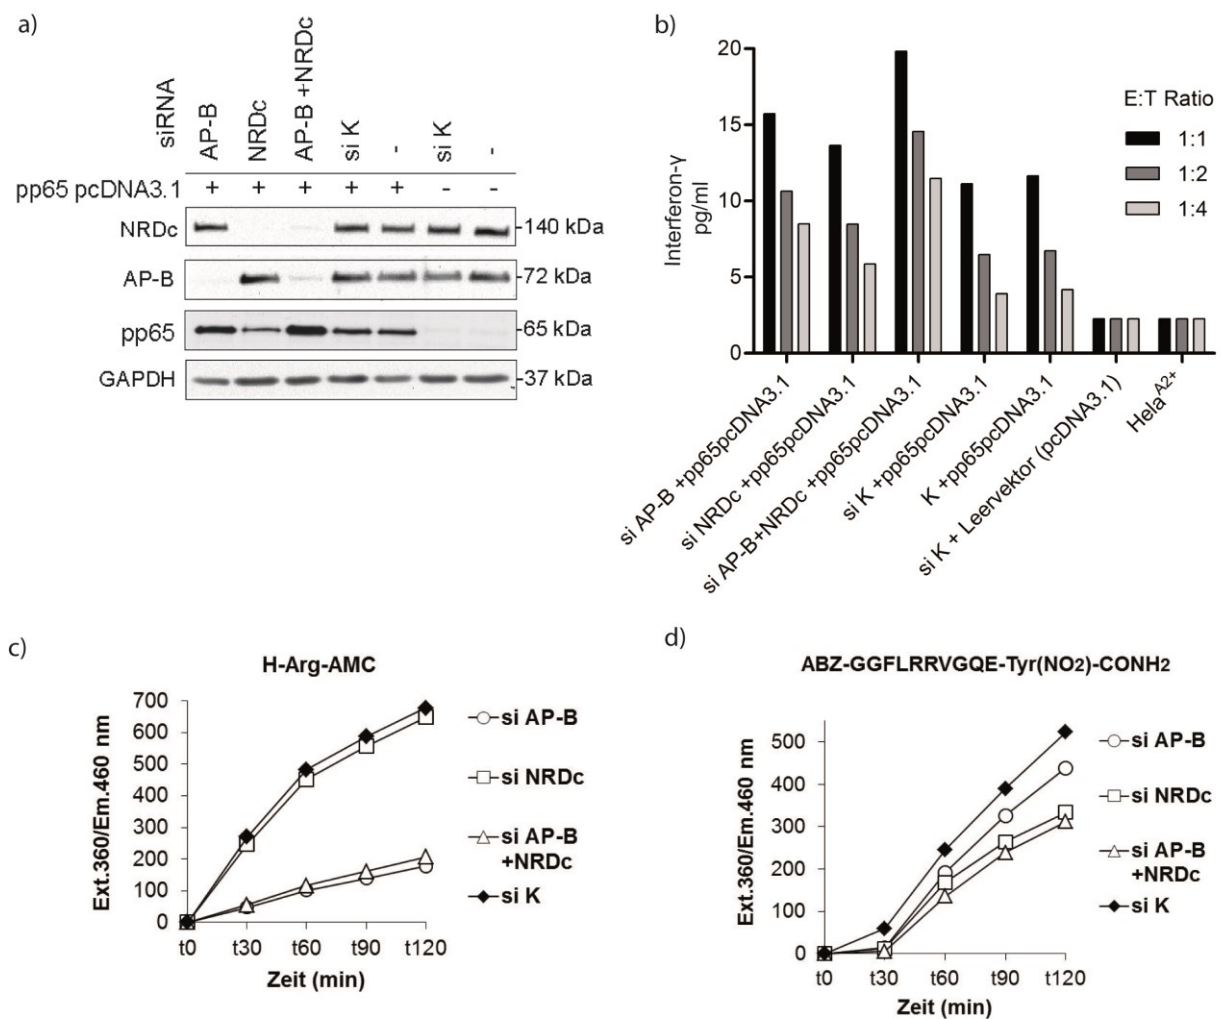 a)
siRNA
AP-B
NRDc
AP-B +NRDc
si K
-
si K
-
pp65 pcDNA3.1 + + + + + – –
NRDc -140 kDa
AP-B -72 kDa
pp65 -65 kDa
GAPDH -37 kDa
b)
Interferon-γ
pg/ml
20
15
10
5
0
E:T Ratio
1:1
1:2
1:4
si AP-B +pp65pcDNA3.1
si NRDc +pp65pcDNA3.1
si AP-B+NRDc +pp65pcDNA3.1
si K +pp65pcDNA3.1
K +pp65pcDNA3.1
si K + Leervektor (pcDNA3.1)
Hela^A2+
c)
H-Arg-AMC
Ext.360/Em.460 nm
700
600
500
400
300
200
100
0
t0 t30 t60 t90 t120
Zeit (min)
si AP-B
si NRDc
si AP-B
+NRDc
si K
d)
ABZ-GGFLRRVGQE-Tyr(NO2)-CONH2
Ext.360/Em.460 nm
500
400
300
200
100
0
t0 t30 t60 t90 t120
Zeit (min)
si AP-B
si NRDc
si AP-B
+NRDc
si K